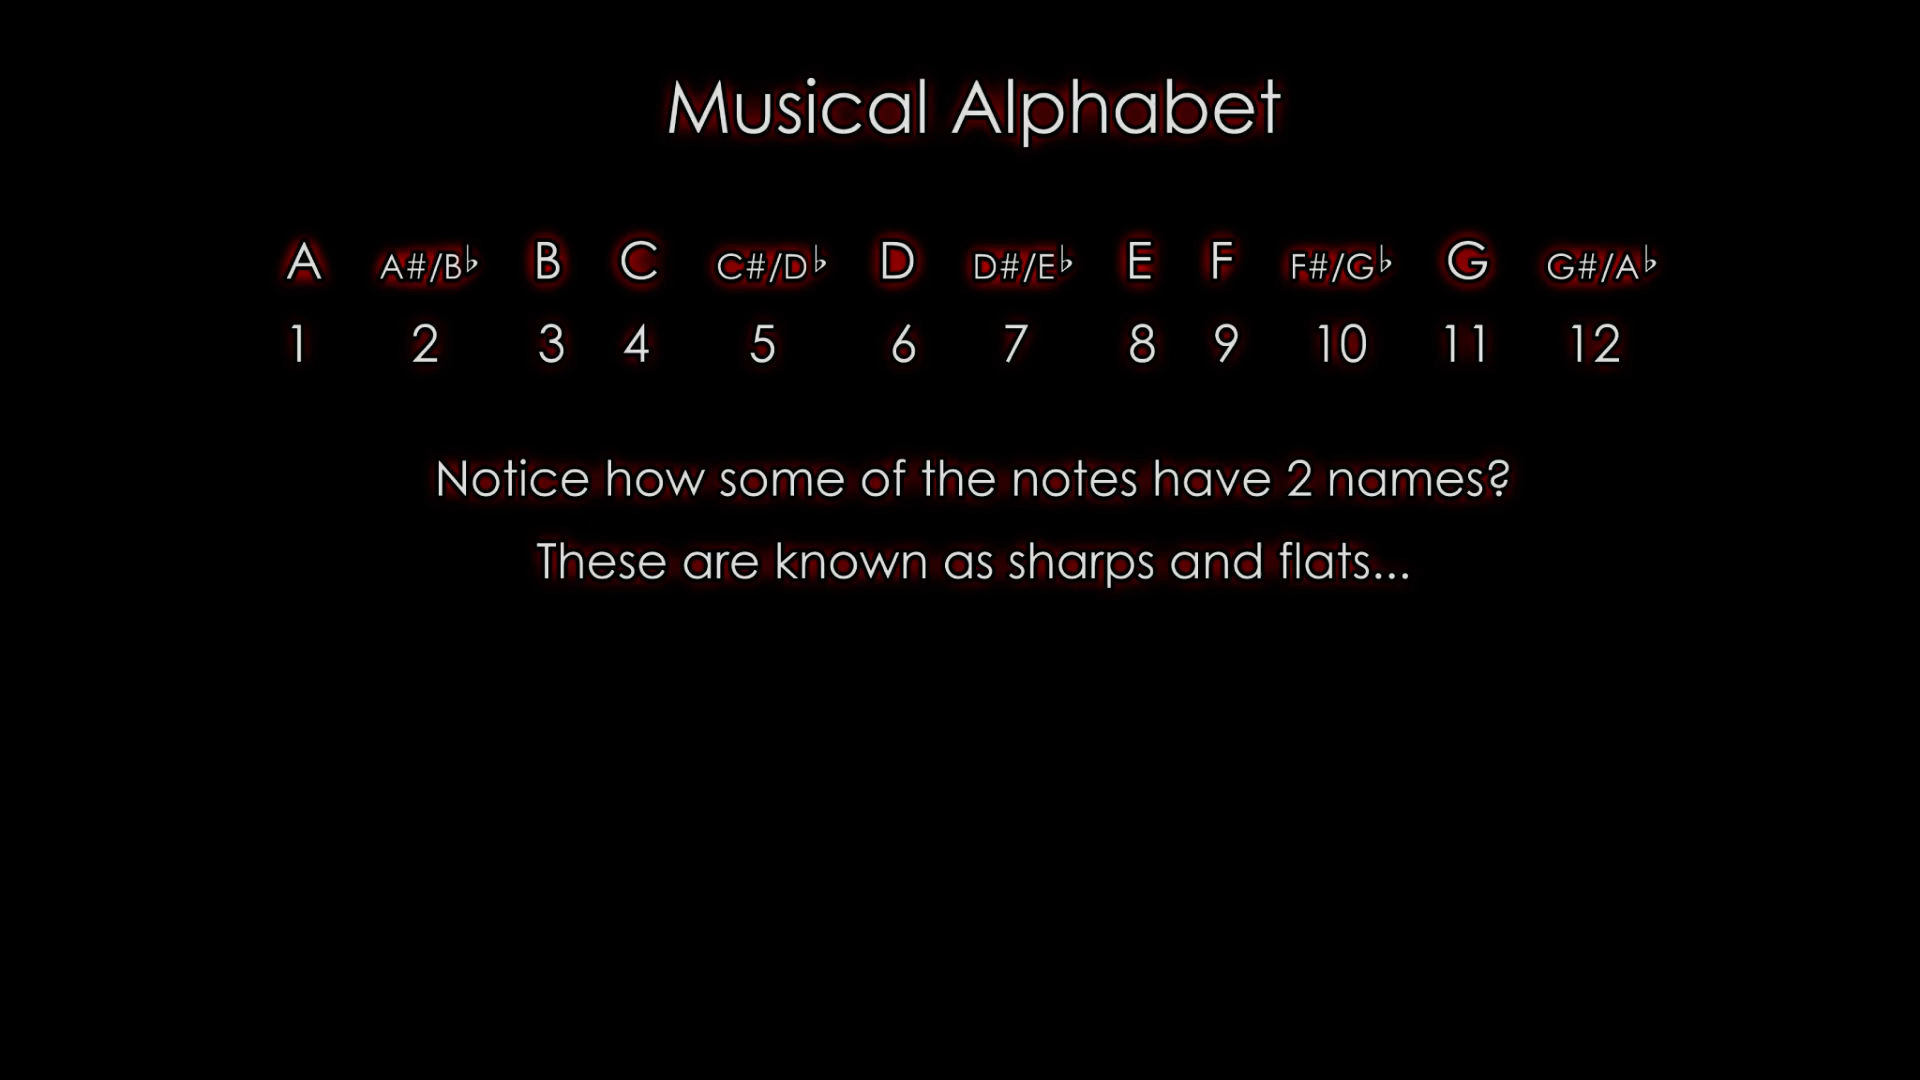 Musical Alphabet
A A#/B♭ B C C#/D♭ D D#/E♭ E F F#/G♭ G G#/A♭
1 2 3 4 5 6 7 8 9 10 11 12
Notice how some of the notes have 2 names?
These are known as sharps and flats...